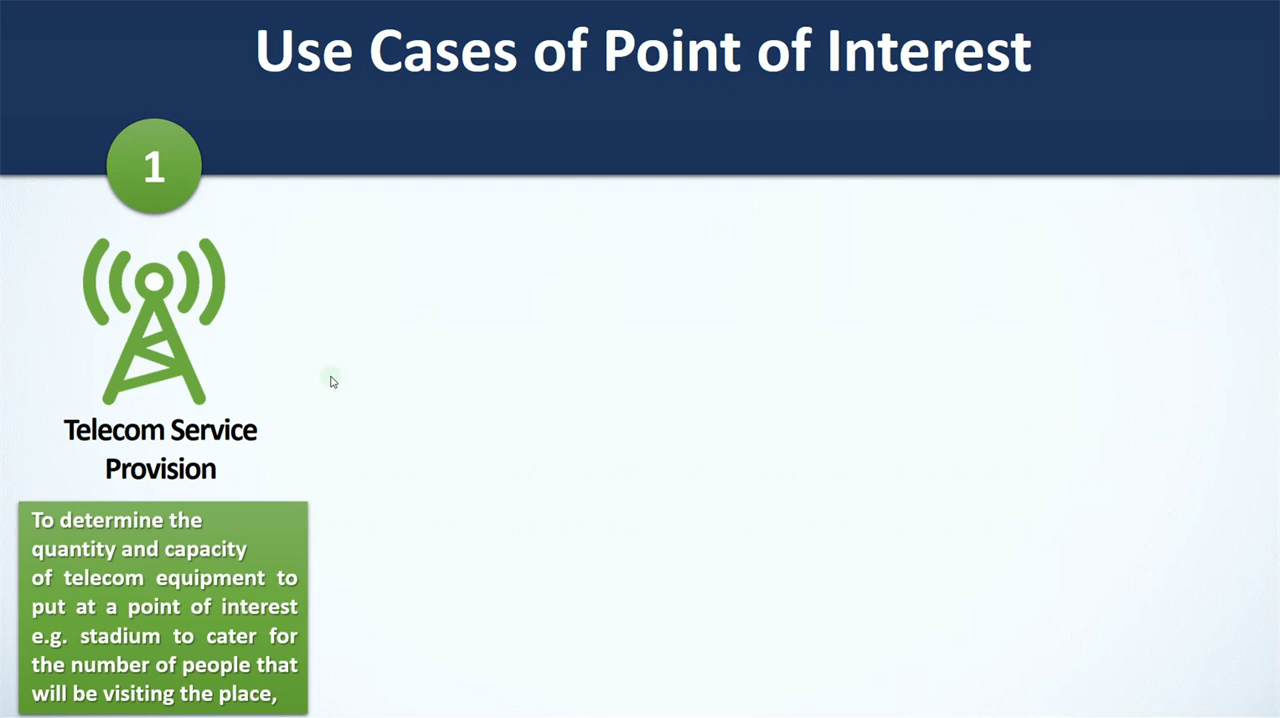 Use Cases of Point of Interest
1
Telecom Service
Provision
To determine the
quantity and capacity
of telecom equipment to
put at a point of interest
e.g. stadium to cater for
the number of people that
will be visiting the place,